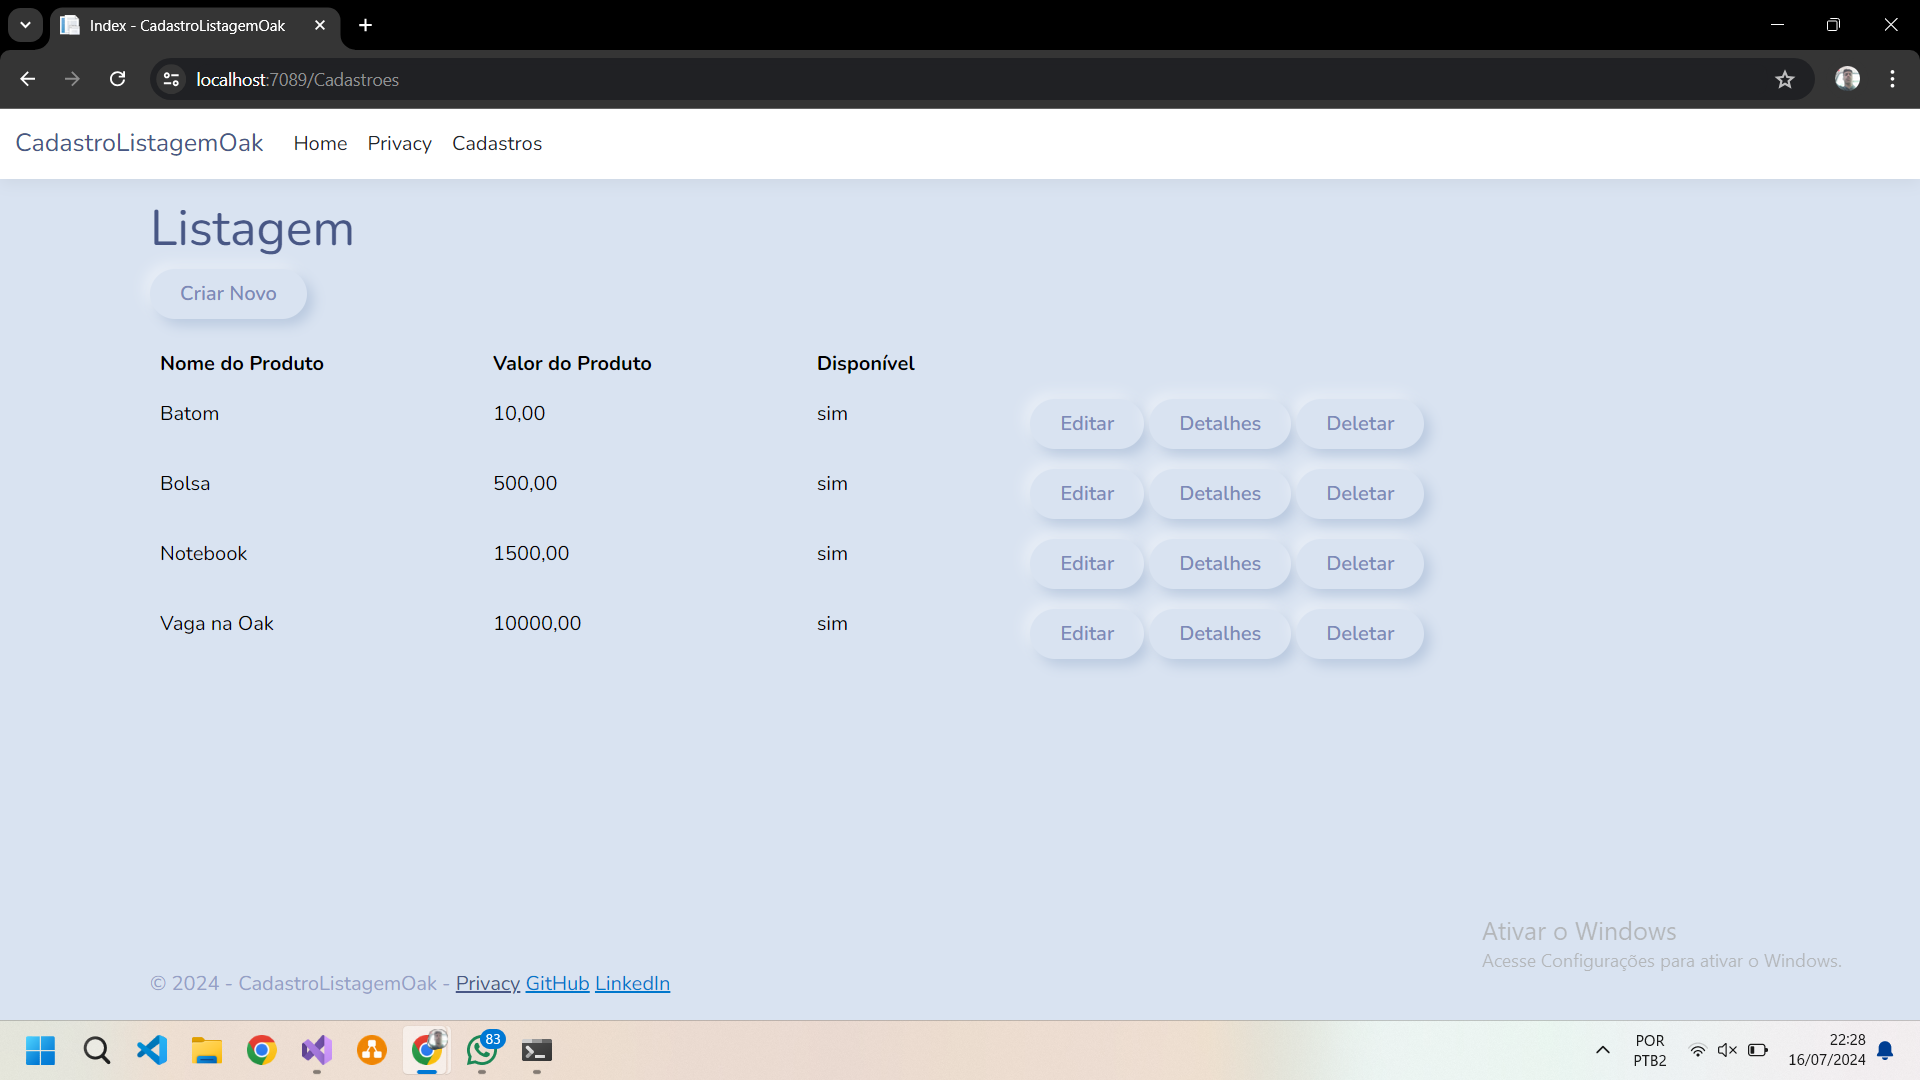 Index - CadastroListagemOak
localhost:7089/Cadastroes
CadastroListagemOak Home Privacy Cadastros
Listagem
Criar Novo
Nome do Produto Valor do Produto Disponível
Batom 10,00 sim Editar Detalhes Deletar
Bolsa 500,00 sim Editar Detalhes Deletar
Notebook 1500,00 sim Editar Detalhes Deletar
Vaga na Oak 10000,00 sim Editar Detalhes Deletar
Ativar o Windows
Acesse Configurações para ativar o Windows.
© 2024 - CadastroListagemOak - Privacy GitHub LinkedIn
83
POR
PTB2
22:28
16/07/2024